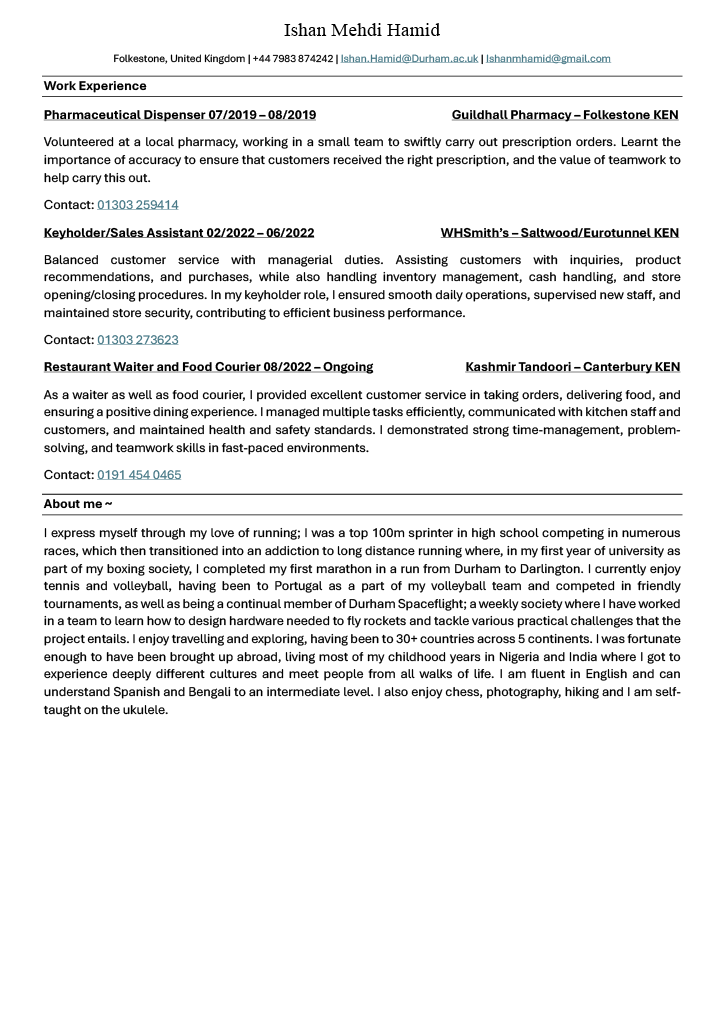 Ishan Mehdi Hamid
Folkestone, United Kingdom | +44 7983 874242 | Ishan.Hamid@Durham.ac.uk | Ishanmhamid@gmail.com
Work Experience
Pharmaceutical Dispenser 07/2019 – 08/2019 Guildhall Pharmacy – Folkestone KEN
Volunteered at a local pharmacy, working in a small team to swiftly carry out prescription orders. Learnt the
importance of accuracy to ensure that customers received the right prescription, and the value of teamwork to
help carry this out.
Contact: 01303 259414
Keyholder/Sales Assistant 02/2022 – 06/2022 WHSmith's – Saltwood/Eurotunnel KEN
Balanced customer service with managerial duties. Assisting customers with inquiries, product
recommendations, and purchases, while also handling inventory management, cash handling, and store
opening/closing procedures. In my keyholder role, I ensured smooth daily operations, supervised new staff, and
maintained store security, contributing to efficient business performance.
Contact: 01303 273623
Restaurant Waiter and Food Courier 08/2022 – Ongoing Kashmir Tandoori – Canterbury KEN
As a waiter as well as food courier, I provided excellent customer service in taking orders, delivering food, and
ensuring a positive dining experience. I managed multiple tasks efficiently, communicated with kitchen staff and
customers, and maintained health and safety standards. I demonstrated strong time-management, problem-
solving, and teamwork skills in fast-paced environments.
Contact: 0191 454 0465
About me ~
I express myself through my love of running; I was a top 100m sprinter in high school competing in numerous
races, which then transitioned into an addiction to long distance running where, in my first year of university as
part of my boxing society, I completed my first marathon in a run from Durham to Darlington. I currently enjoy
tennis and volleyball, having been to Portugal as a part of my volleyball team and competed in friendly
tournaments, as well as being a continual member of Durham Spaceflight; a weekly society where I have worked
in a team to learn how to design hardware needed to fly rockets and tackle various practical challenges that the
project entails. I enjoy travelling and exploring, having been to 30+ countries across 5 continents. I was fortunate
enough to have been brought up abroad, living most of my childhood years in Nigeria and India where I got to
experience deeply different cultures and meet people from all walks of life. I am fluent in English and can
understand Spanish and Bengali to an intermediate level. I also enjoy chess, photography, hiking and I am self-
taught on the ukulele.